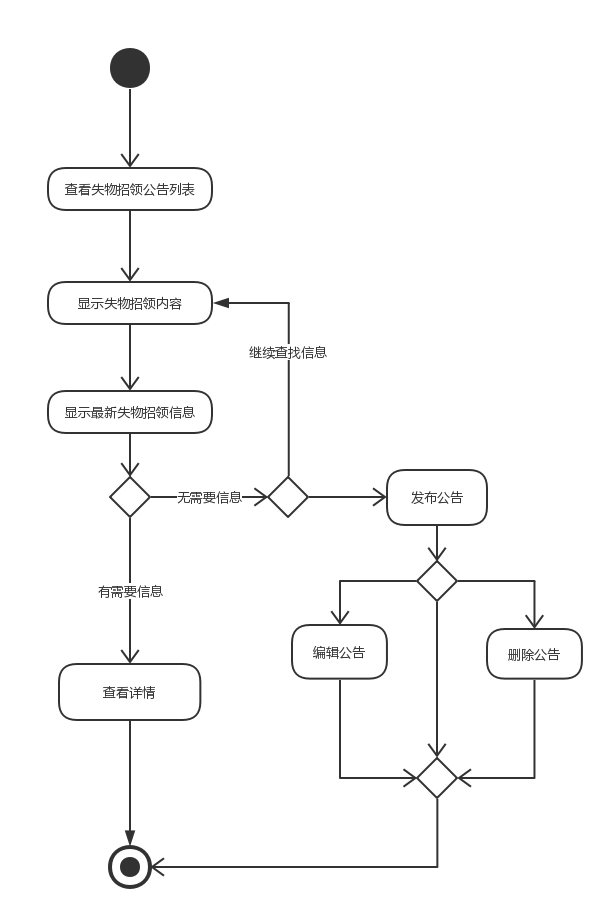 查看失物招领公告列表
显示失物招领内容
继续查找信息
显示最新失物招领信息
无需要信息
发布公告
有需要信息
编辑公告
删除公告
查看详情